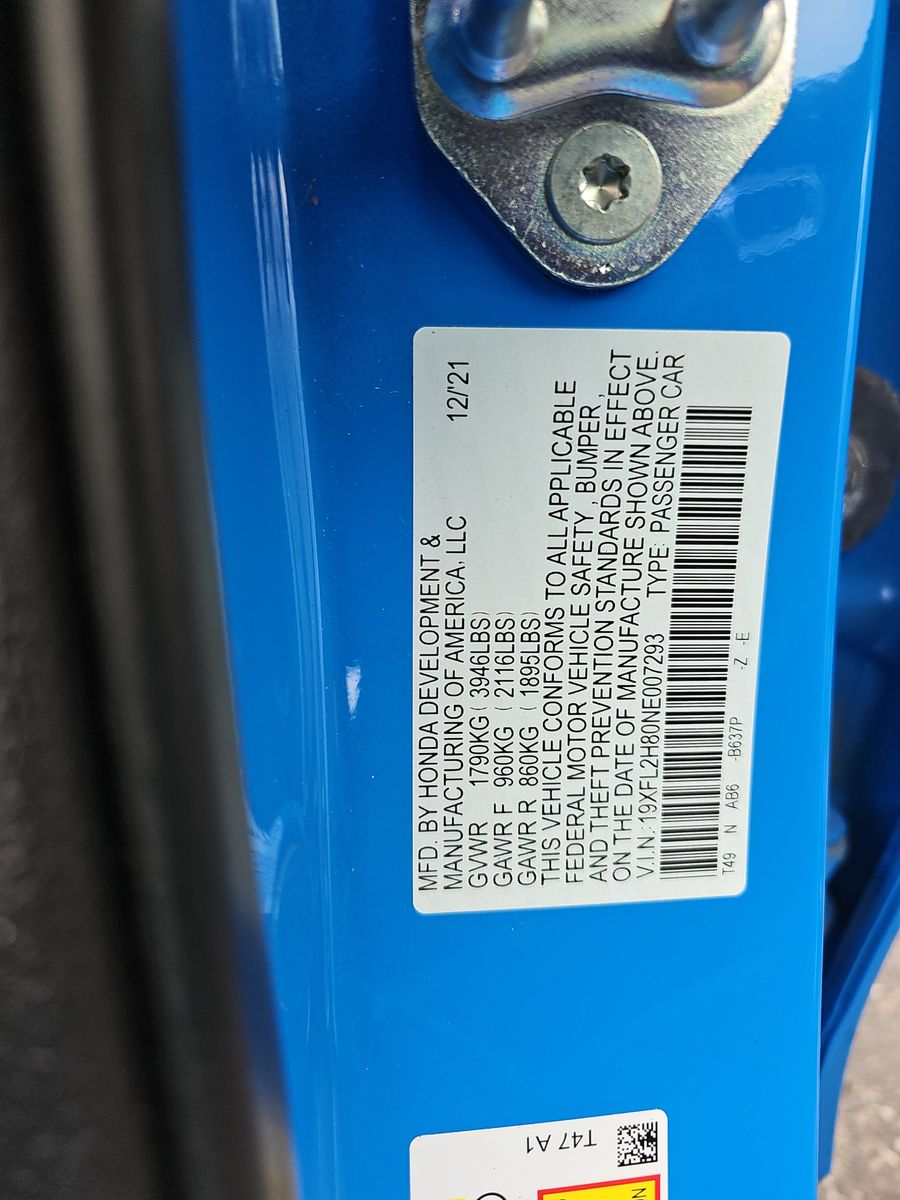 MFD. BY HONDA DEVELOPMENT &
MANUFACTURING OF AMERICA, LLC 12/'21
GVWR 1790KG ( 3946LBS)
GAWR F 960KG ( 2116LBS)
GAWR R 860KG ( 1895LBS)
THIS VEHICLE CONFORMS TO ALL APPLICABLE
FEDERAL MOTOR VEHICLE SAFETY , BUMPER ,
AND THEFT PREVENTION STANDARDS IN EFFECT
ON THE DATE OF MANUFACTURE SHOWN ABOVE.
V.I.N.: 19XFL2H80NE007293 TYPE: PASSENGER CAR
T49 N AB6 -B637P -Z -E
T47 A1